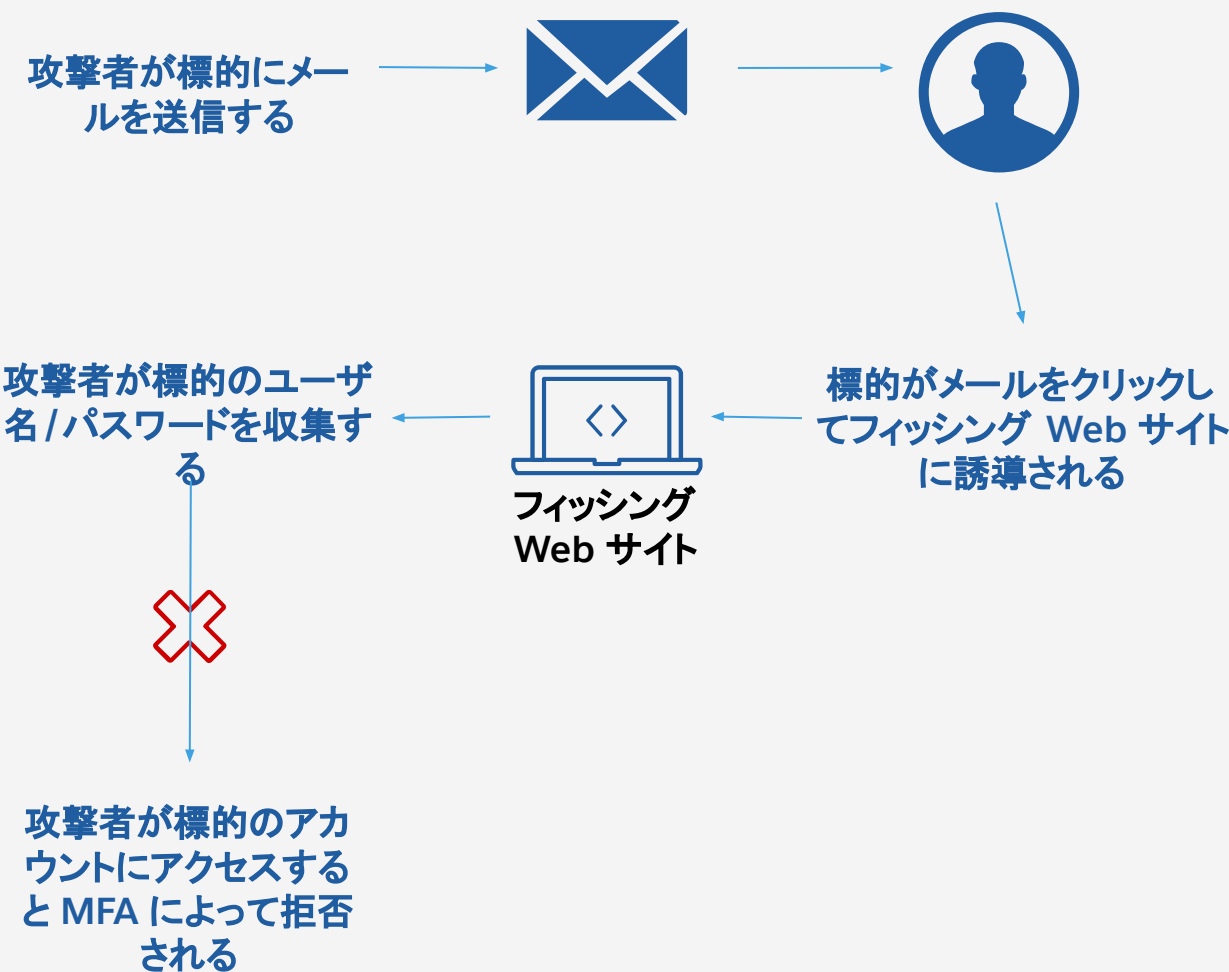 攻撃者が標的にメー
ルを送信する
攻撃者が標的のユーザ
名/パスワードを収集す
る
フィッシング
Web サイト
標的がメールをクリックし
てフィッシング Web サイト
に誘導される
攻撃者が標的のアカ
ウントにアクセスする
と MFA によって拒否
される